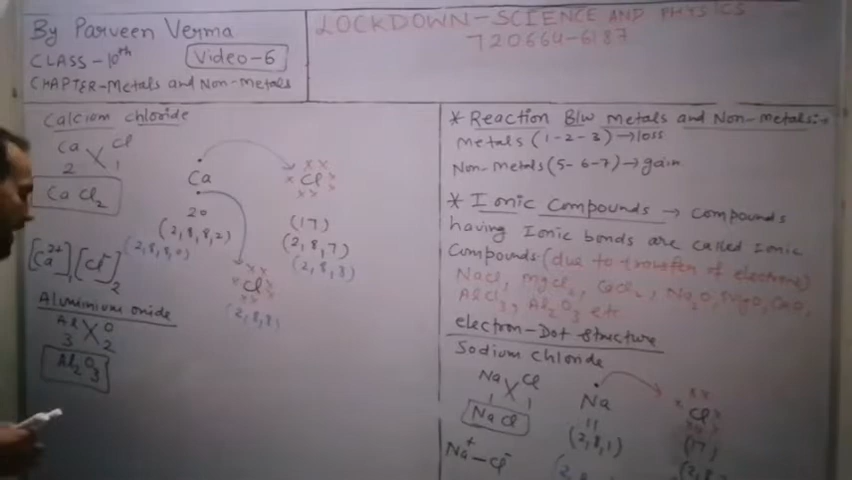 By Parveen Verma
CLASS-10th
Video-6
CHAPTER-Metals and Non-metals
LOCKDOWN-SCIENCE AND PHYSICS
720664-6187
Calcium chloride
Ca Cl
2 1
CaCl2
Ca
20
(2,8,8,2)
(2,8,8,0)
Cl
(17)
(2,8,7)
(2,8,8)
Cl
(2,8,8)
[Ca2+]1 [Cl-]2
Aluminium oxide
Al O
3 2
Al2O3
* Reaction B/w metals and Non-metals:→
metals (1-2-3) → loss
Non-metals (5-6-7) → gain
* Ionic compounds → compounds
having Ionic bonds are called Ionic
compounds (due to transfer of electrons)
NaCl, MgCl2, CaCl2, Na2O, MgO, CaO,
AlCl3, Al2O3 etc
electron-Dot structure
Sodium chloride
Na Cl
1 1
NaCl
Na+ - Cl-
Na
11
(2,8,1)
Cl
(17)